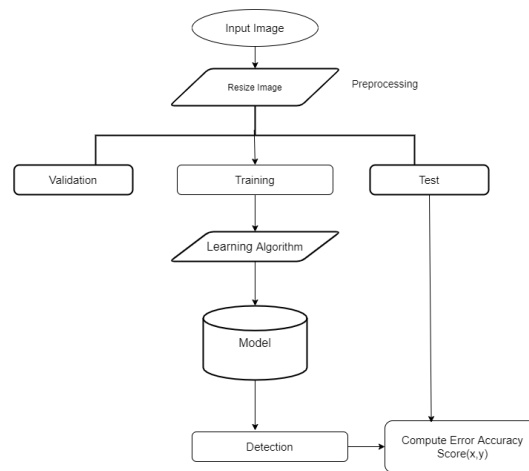 Input Image
Resize Image
Preprocessing
Validation
Training
Test
Learning Algorithm
Model
Detection
Compute Error Accuracy
Score(x,y)